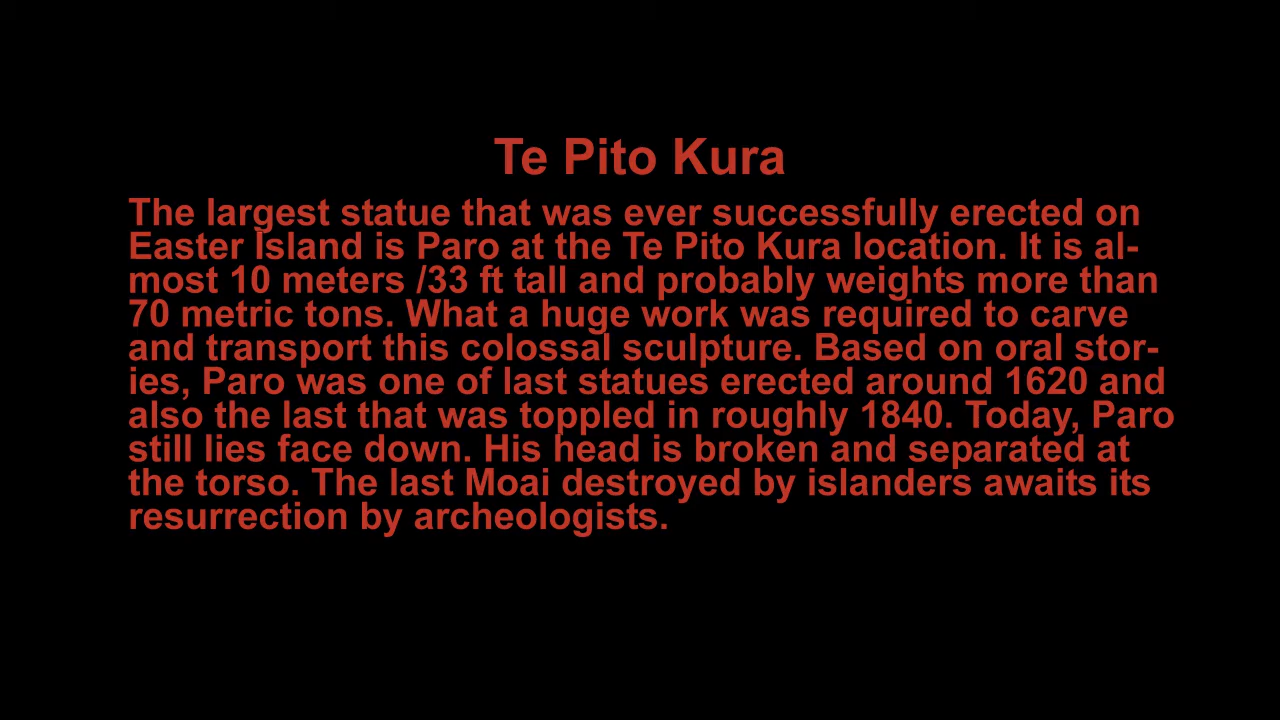 Te Pito Kura
The largest statue that was ever successfully erected on
Easter Island is Paro at the Te Pito Kura location. It is al-
most 10 meters /33 ft tall and probably weights more than
70 metric tons. What a huge work was required to carve
and transport this colossal sculpture. Based on oral stor-
ies, Paro was one of last statues erected around 1620 and
also the last that was toppled in roughly 1840. Today, Paro
still lies face down. His head is broken and separated at
the torso. The last Moai destroyed by islanders awaits its
resurrection by archeologists.